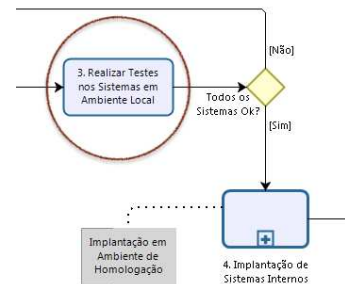 [Não]
3. Realizar Testes
nos Sistemas em
Ambiente Local
Todos os
Sistemas Ok?
[Sim]
Implantação em
Ambiente de
Homologação
4. Implantação de
Sistemas Internos